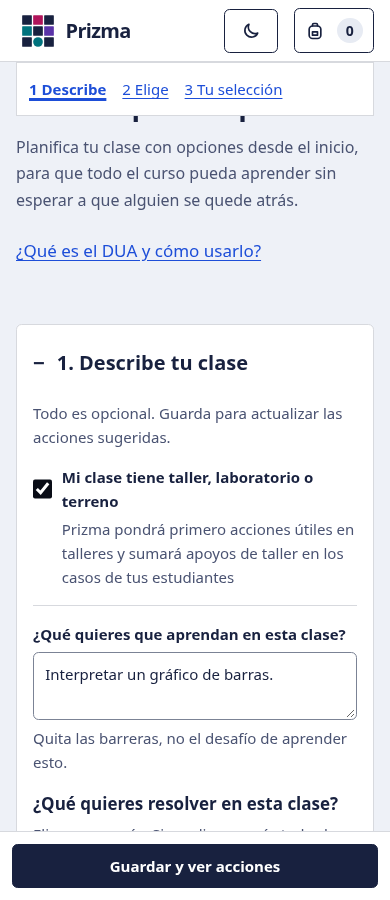 Prizma
0
1 Describe
2 Elige
3 Tu selección
Planifica tu clase con opciones desde el inicio,
para que todo el curso pueda aprender sin
esperar a que alguien se quede atrás.
¿Qué es el DUA y cómo usarlo?
− 1. Describe tu clase
Todo es opcional. Guarda para actualizar las
acciones sugeridas.
Mi clase tiene taller, laboratorio o
terreno
Prizma pondrá primero acciones útiles en
talleres y sumará apoyos de taller en los
casos de tus estudiantes
¿Qué quieres que aprendan en esta clase?
Interpretar un gráfico de barras.
Quita las barreras, no el desafío de aprender
esto.
¿Qué quieres resolver en esta clase?
Guardar y ver acciones